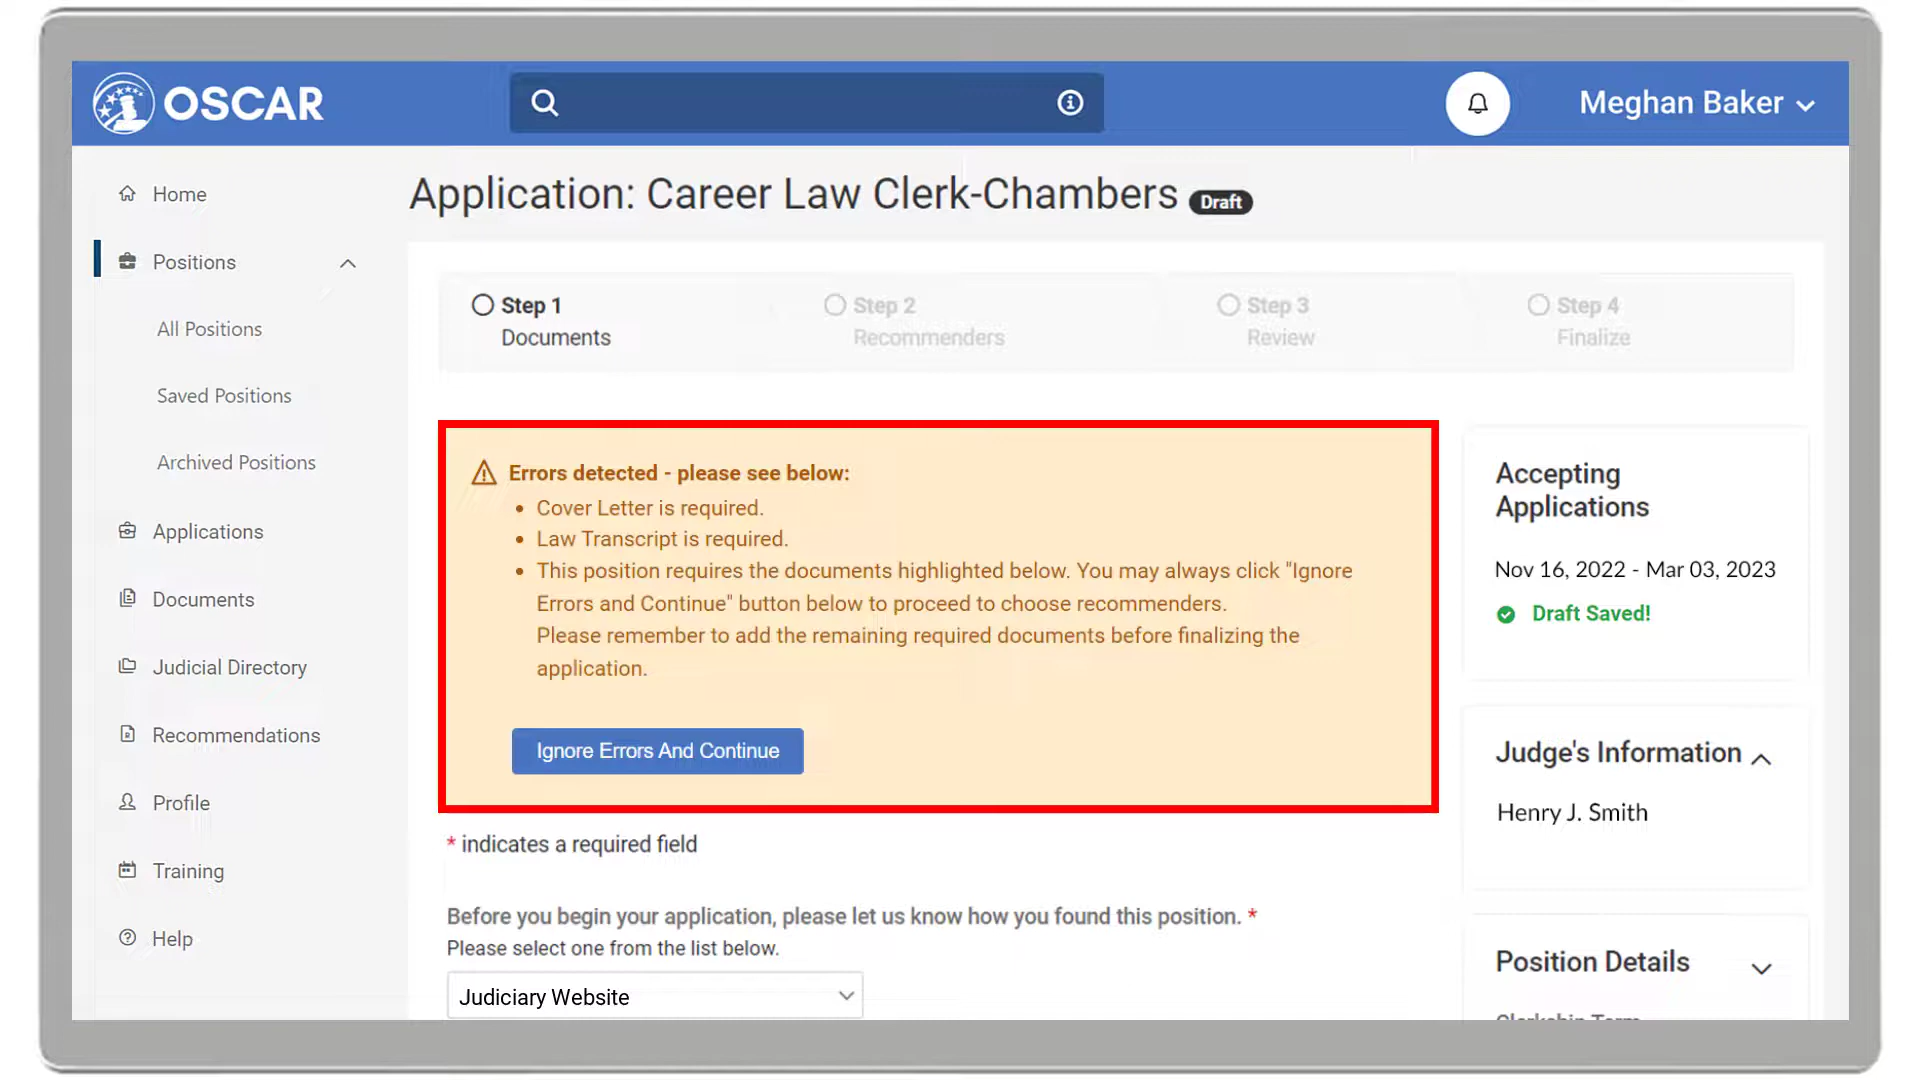 OSCAR
Meghan Baker
Home
Positions
All Positions
Saved Positions
Archived Positions
Applications
Documents
Judicial Directory
Recommendations
Profile
Training
Help
Application: Career Law Clerk-Chambers Draft
Step 1
Documents
Step 2
Recommenders
Step 3
Review
Step 4
Finalize
Errors detected - please see below:
• Cover Letter is required.
• Law Transcript is required.
• This position requires the documents highlighted below. You may always click "Ignore
Errors and Continue" button below to proceed to choose recommenders.
Please remember to add the remaining required documents before finalizing the
application.
Ignore Errors And Continue
* indicates a required field
Before you begin your application, please let us know how you found this position. *
Please select one from the list below.
Judiciary Website
Accepting
Applications
Nov 16, 2022 - Mar 03, 2023
Draft Saved!
Judge's Information
Henry J. Smith
Position Details
Clerkship Term